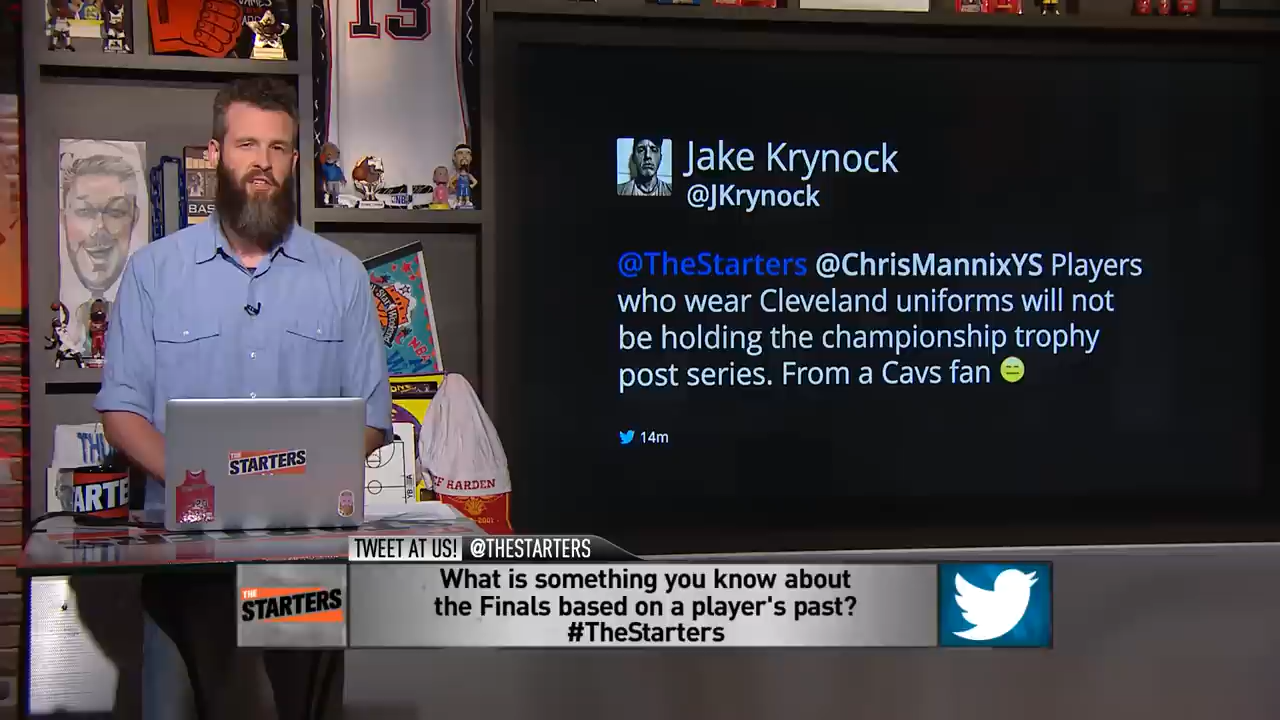 13
Jake Krynock
@JKrynock
@TheStarters @ChrisMannixYS Players
who wear Cleveland uniforms will not
be holding the championship trophy
post series. From a Cavs fan
14m
BAS
NBA
THE
STARTERS
HARDEN
TWEET AT US! @THESTARTERS
THE
STARTERS
What is something you know about
the Finals based on a player's past?
#TheStarters